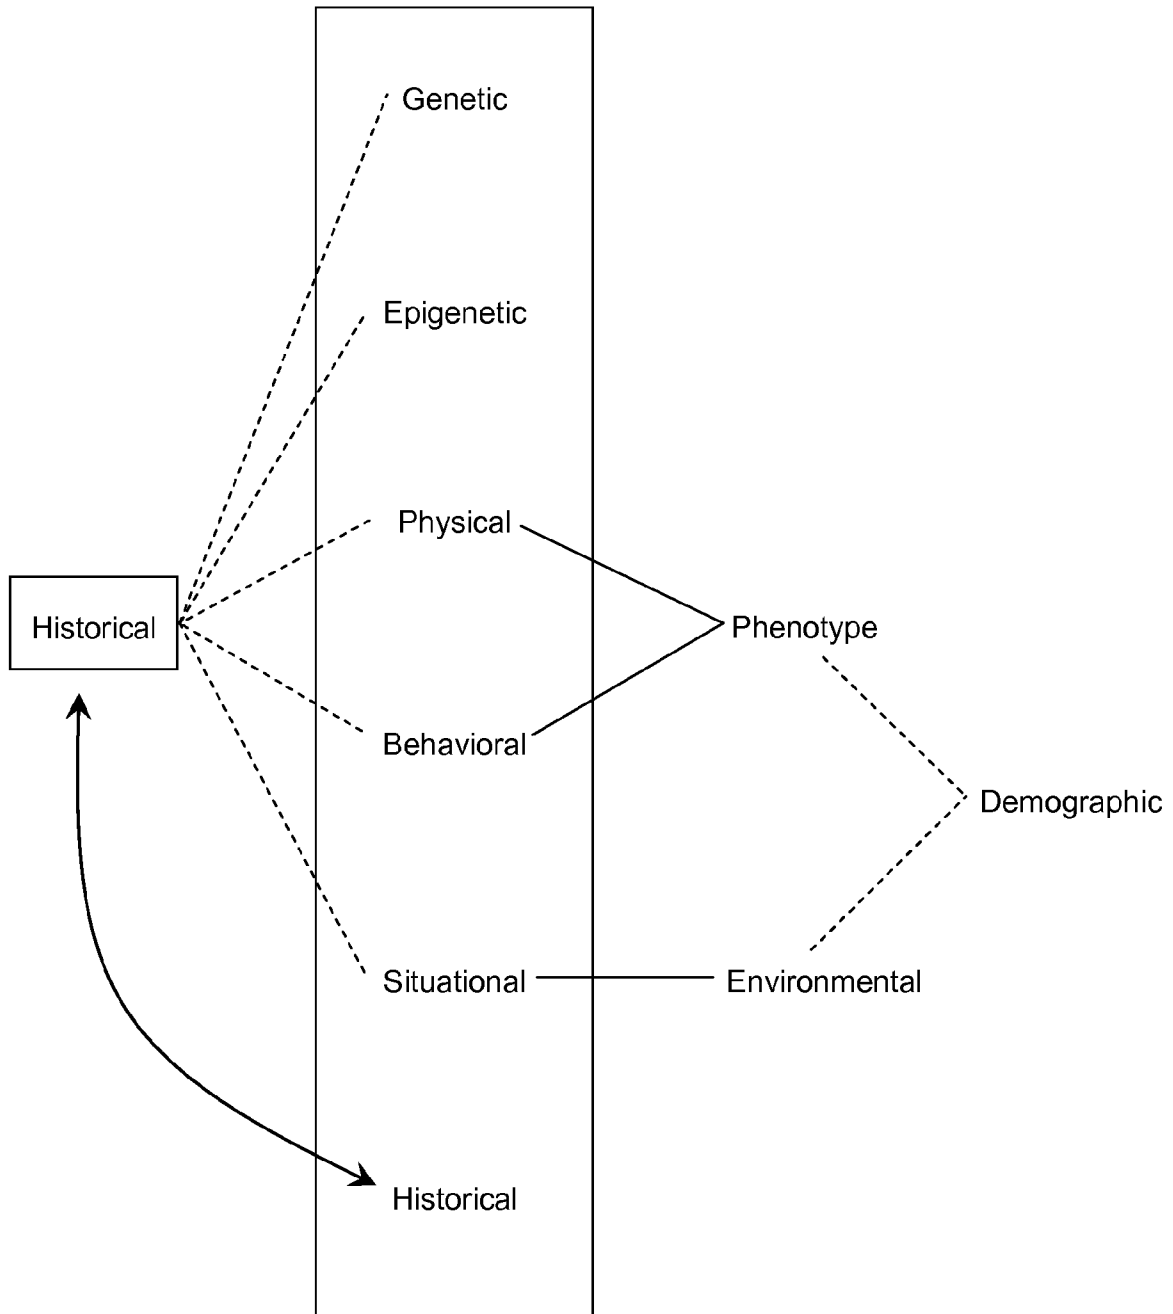 Genetic
Epigenetic
Physical
Historical
Phenotype
Behavioral
Demographic
Situational
Environmental
Historical